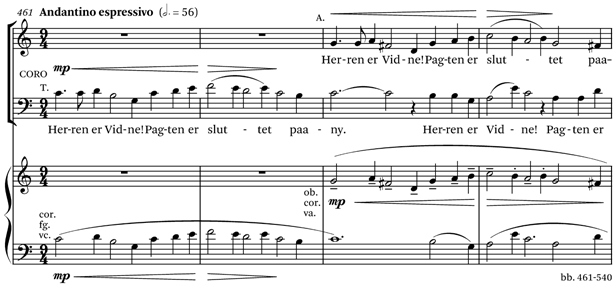 461 Andantino espressivo (𝅗𝅥. = 56)
A.
Her-ren er Vid-ne! Pag-ten er slut - tet paa-
mp
CORO
T.
Her-ren er Vid-ne! Pag-ten er slut - tet paa - ny. Her-ren er Vid - ne! Pag-ten er
ob.
cor.
va.
mp
cor.
fg.
vc.
mp
bb. 461-540